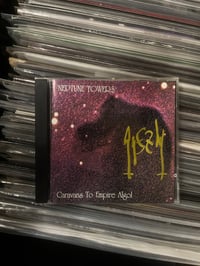 NEPTUNE TOWERS
Caravans To Empire Algol